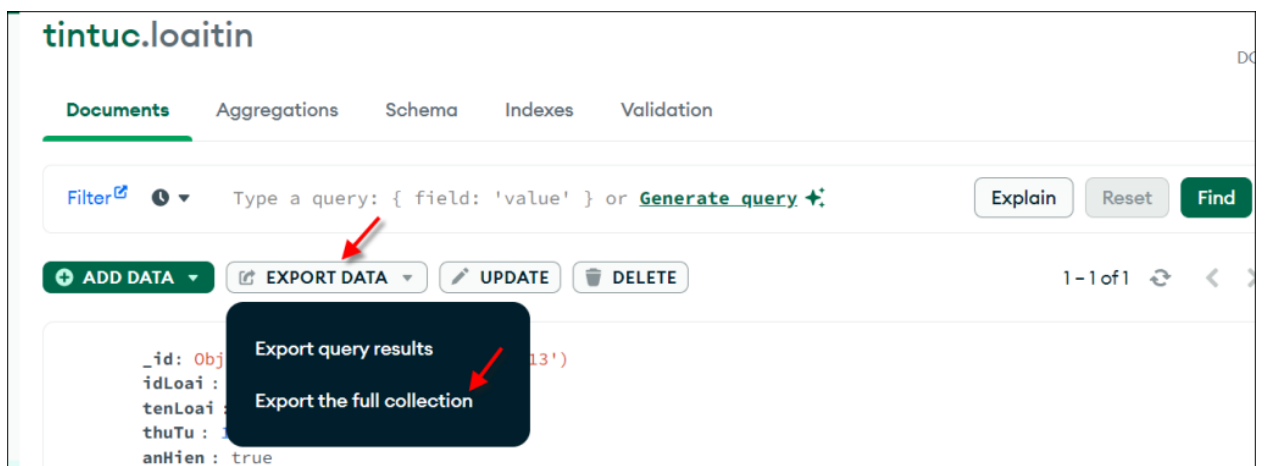 tintuc.loaitin
Documents Aggregations Schema Indexes Validation
Filter Type a query: { field: 'value' } or Generate query Explain Reset Find
ADD DATA EXPORT DATA UPDATE DELETE 1 – 1 of 1
Export query results
Export the full collection
_id: Obj 13')
idLoai :
tenLoai :
thuTu :
anHien : true